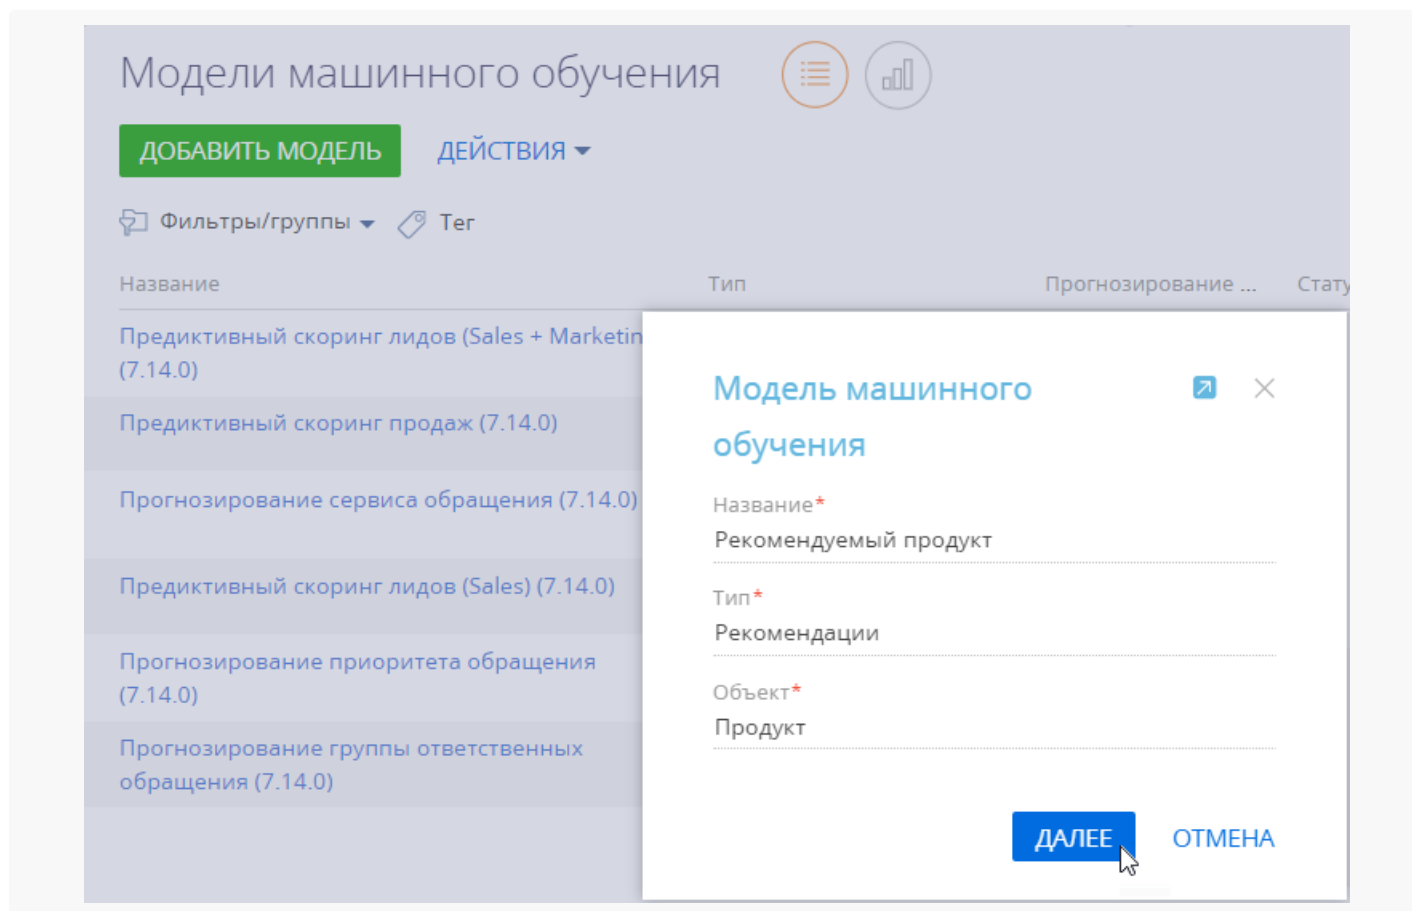 Модели машинного обучения
ДОБАВИТЬ МОДЕЛЬ
ДЕЙСТВИЯ
Фильтры/группы
Тег
Название
Тип
Прогнозирование ...
Стату
Предиктивный скоринг лидов (Sales + Marketin
(7.14.0)
Предиктивный скоринг продаж (7.14.0)
Прогнозирование сервиса обращения (7.14.0)
Предиктивный скоринг лидов (Sales) (7.14.0)
Прогнозирование приоритета обращения
(7.14.0)
Прогнозирование группы ответственных
обращения (7.14.0)
Модель машинного
обучения
Название*
Рекомендуемый продукт
Тип*
Рекомендации
Объект*
Продукт
ДАЛЕЕ
ОТМЕНА